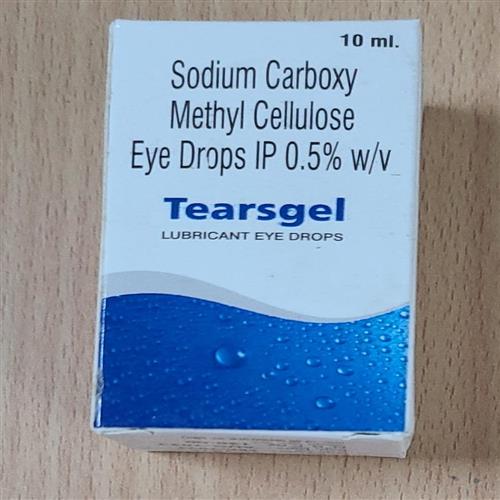 10 ml.
Sodium Carboxy
Methyl Cellulose
Eye Drops IP 0.5% w/v
Tearsgel
LUBRICANT EYE DROPS